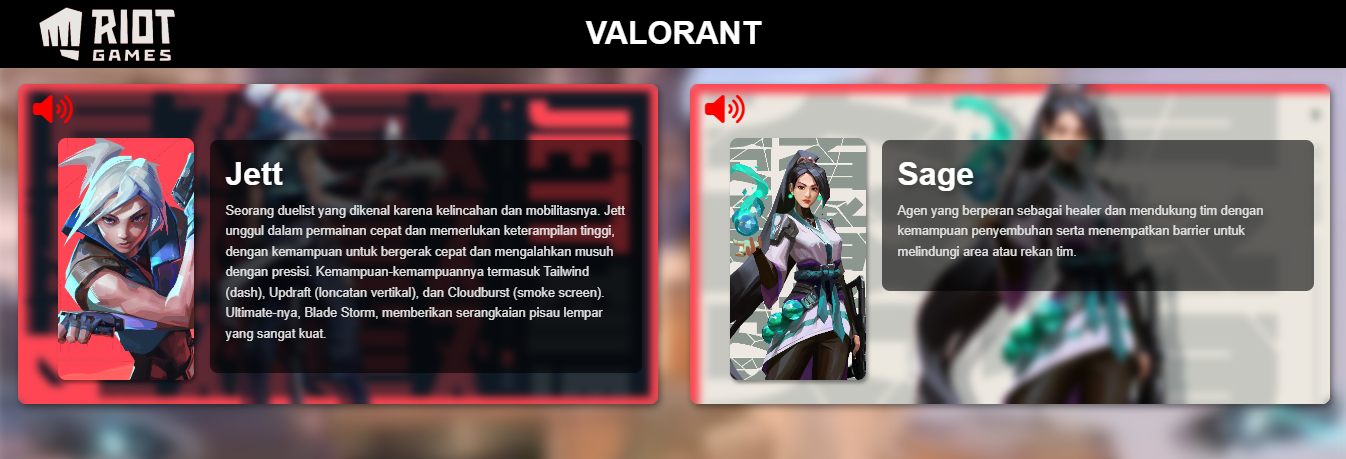 RIOT
GAMES
VALORANT
Jett
Seorang duelist yang dikenal karena kelincahan dan mobilitasnya. Jett
unggul dalam permainan cepat dan memerlukan keterampilan tinggi,
dengan kemampuan untuk bergerak cepat dan mengalahkan musuh
dengan presisi. Kemampuan-kemampuannya termasuk Tailwind
(dash), Updraft (loncatan vertikal), dan Cloudburst (smoke screen).
Ultimate-nya, Blade Storm, memberikan serangkaian pisau lempar
yang sangat kuat.
Sage
Agen yang berperan sebagai healer dan mendukung tim dengan
kemampuan penyembuhan serta menempatkan barrier untuk
melindungi area atau rekan tim.